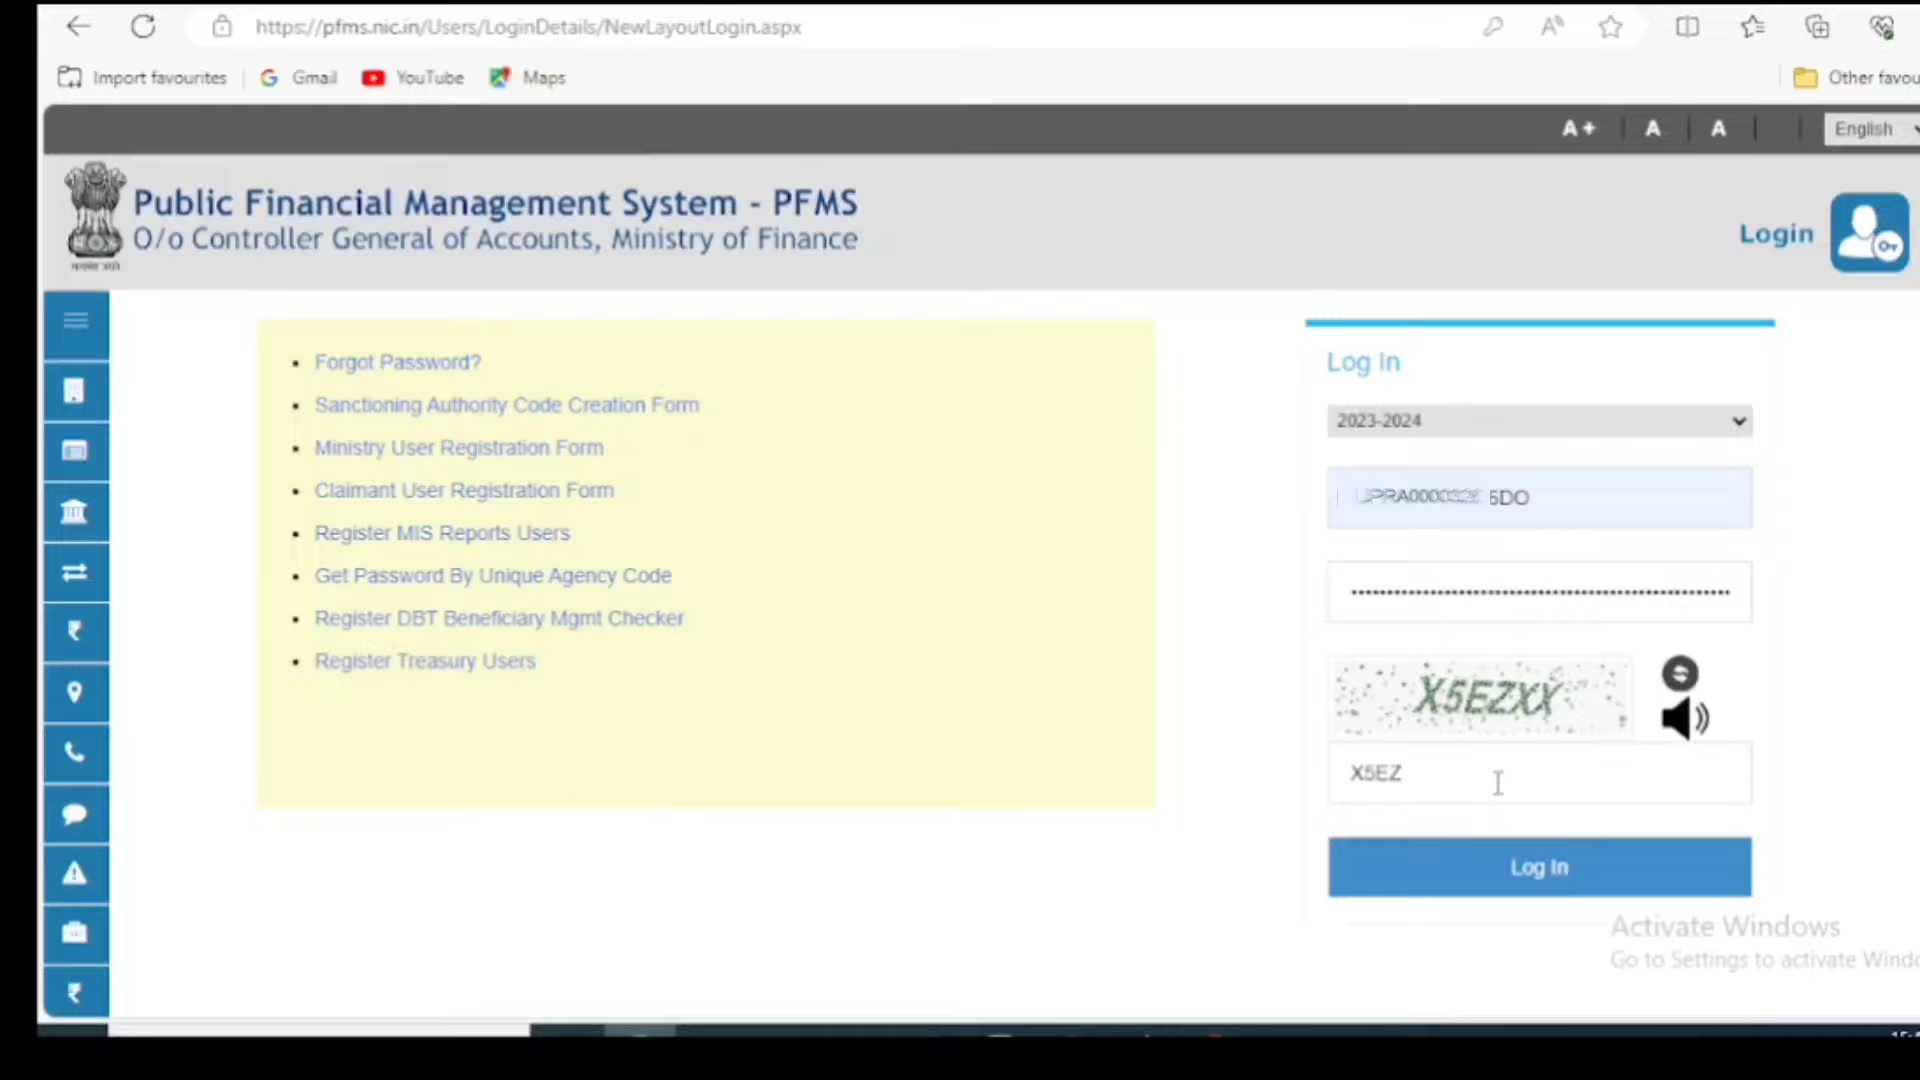 https://pfms.nic.in/Users/LoginDetails/NewLayoutLogin.aspx
Import favourites
Gmail
YouTube
Maps
Other favou
A+ A A
English
Public Financial Management System - PFMS
O/o Controller General of Accounts, Ministry of Finance
Login
Forgot Password?
Sanctioning Authority Code Creation Form
Ministry User Registration Form
Claimant User Registration Form
Register MIS Reports Users
Get Password By Unique Agency Code
Register DBT Beneficiary Mgmt Checker
Register Treasury Users
Log In
2023-2024
X5EZXX
X5EZ
Log In
Activate Windows
Go to Settings to activate Windo